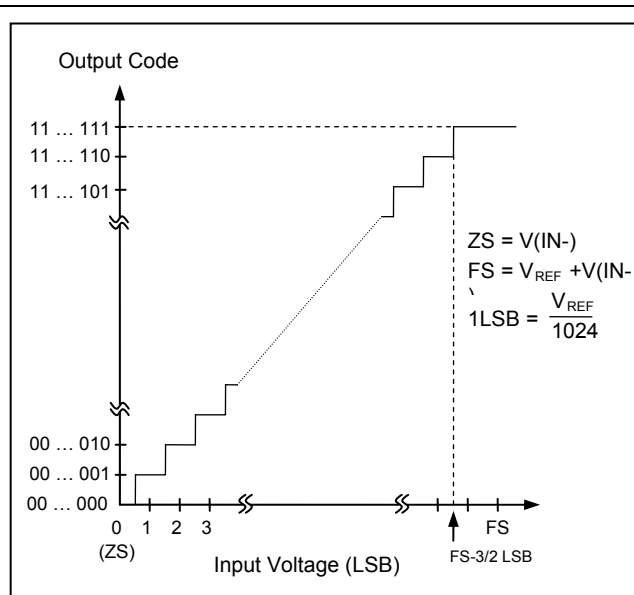 Output Code
11 ... 111
11 ... 110
11 ... 101
ZS = V(IN-)
FS = VREF +V(IN-
)
1LSB = VREF
1024
00 ... 010
00 ... 001
00 ... 000
0 1 2 3 FS
(ZS)
FS-3/2 LSB
Input Voltage (LSB)